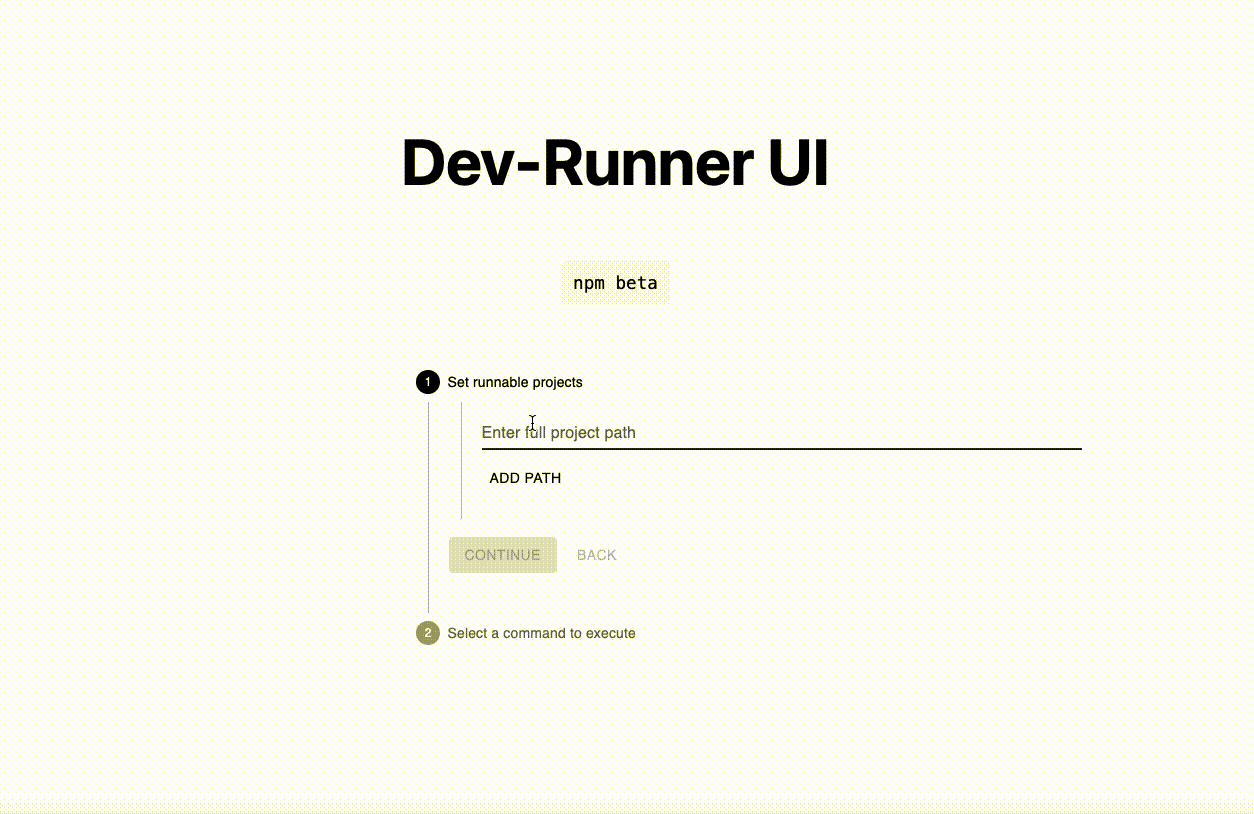 Dev-Runner UI
npm beta
1 Set runnable projects
Enter full project path
ADD PATH
CONTINUE BACK
2 Select a command to execute